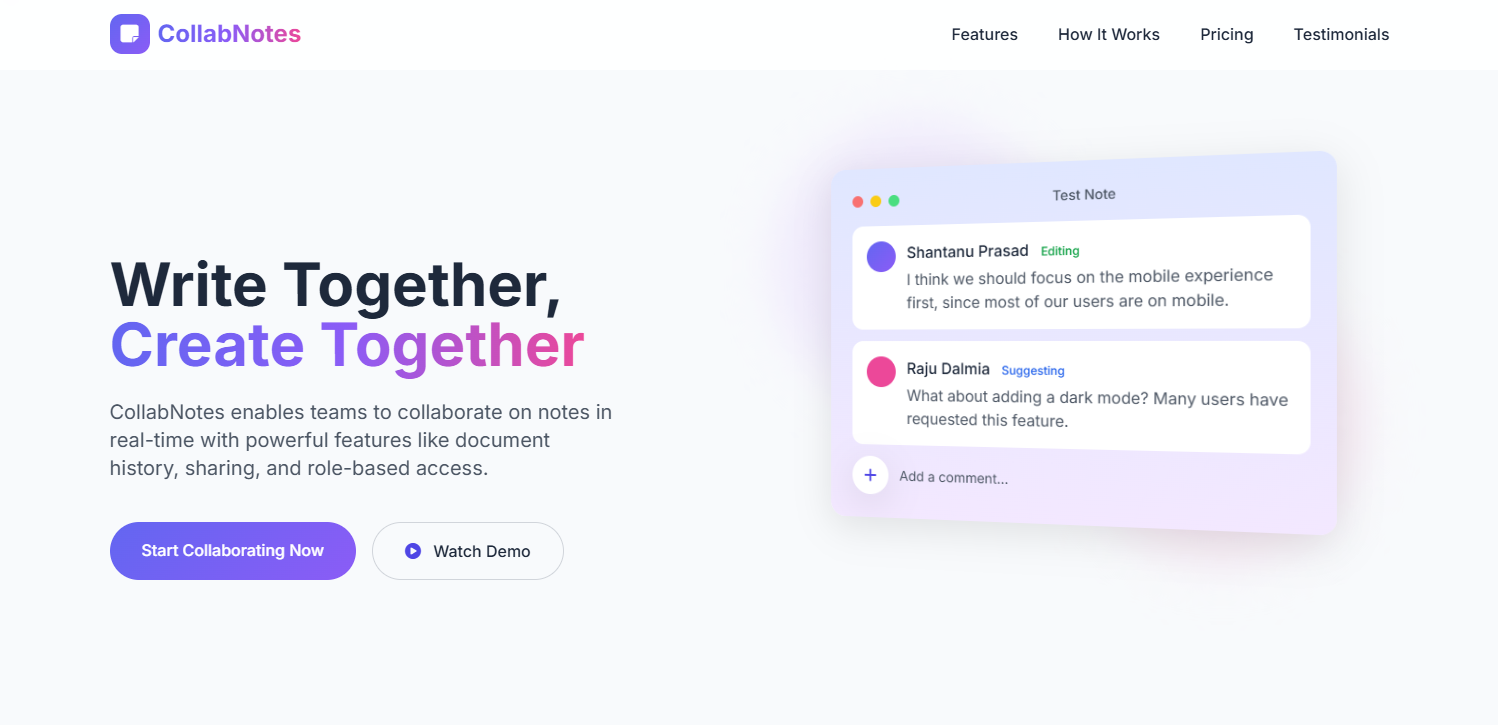 CollabNotes
Features
How It Works
Pricing
Testimonials
Write Together,
Create Together
CollabNotes enables teams to collaborate on notes in
real-time with powerful features like document
history, sharing, and role-based access.
Start Collaborating Now
Watch Demo
Test Note
Shantanu Prasad Editing
I think we should focus on the mobile experience
first, since most of our users are on mobile.
Raju Dalmia Suggesting
What about adding a dark mode? Many users have
requested this feature.
+ Add a comment...